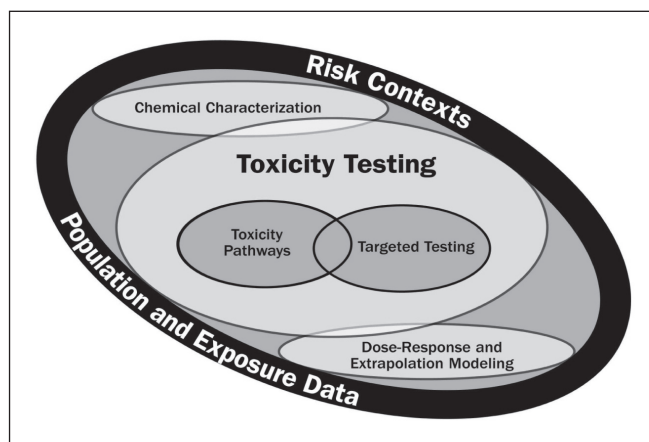 Risk Contexts
Chemical Characterization
Toxicity Testing
Toxicity
Pathways
Targeted Testing
Dose-Response and
Extrapolation Modeling
Population and Exposure Data